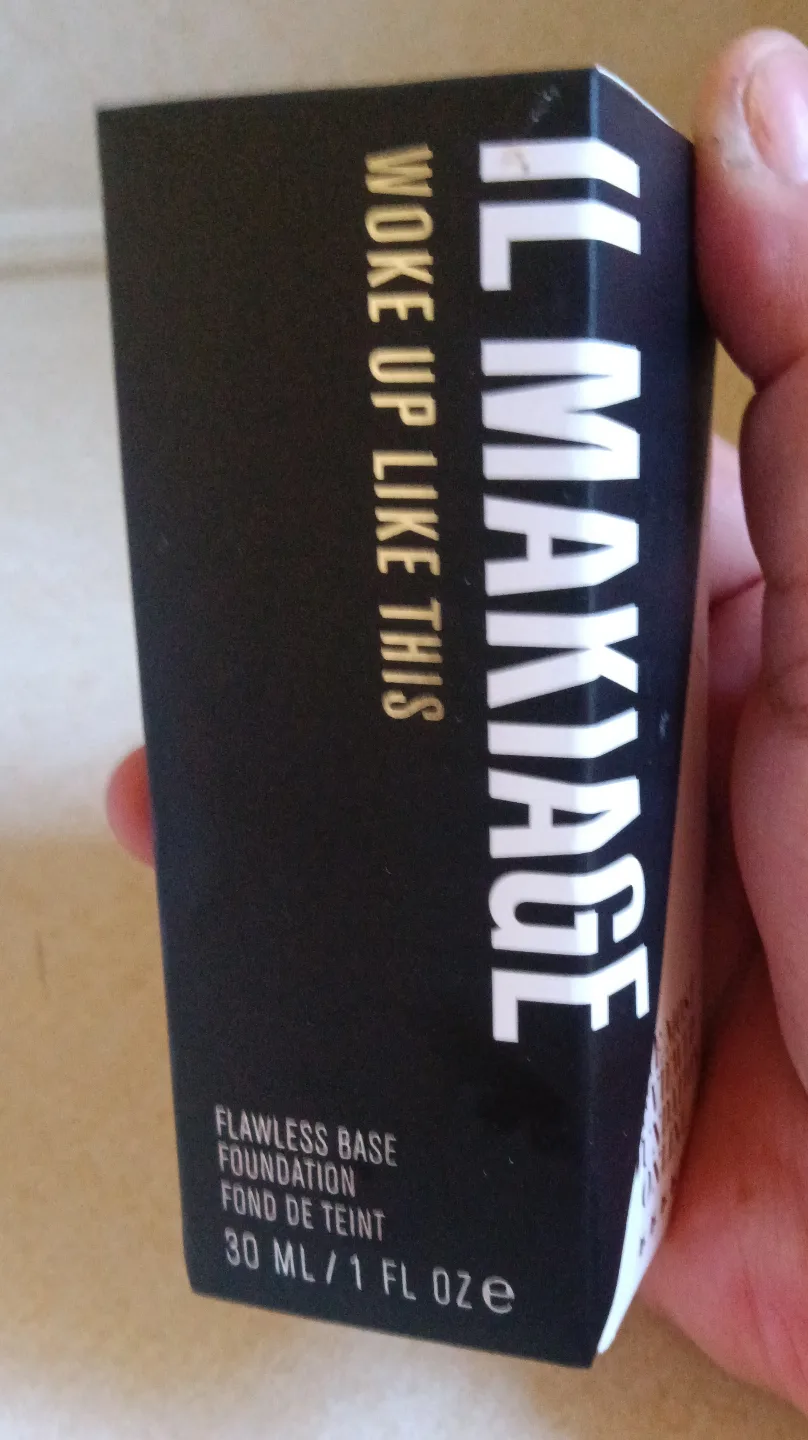 IL MAKIAGE
WOKE UP LIKE THIS
FLAWLESS BASE
FOUNDATION
FOND DE TEINT
30 ML / 1 FL OZ e